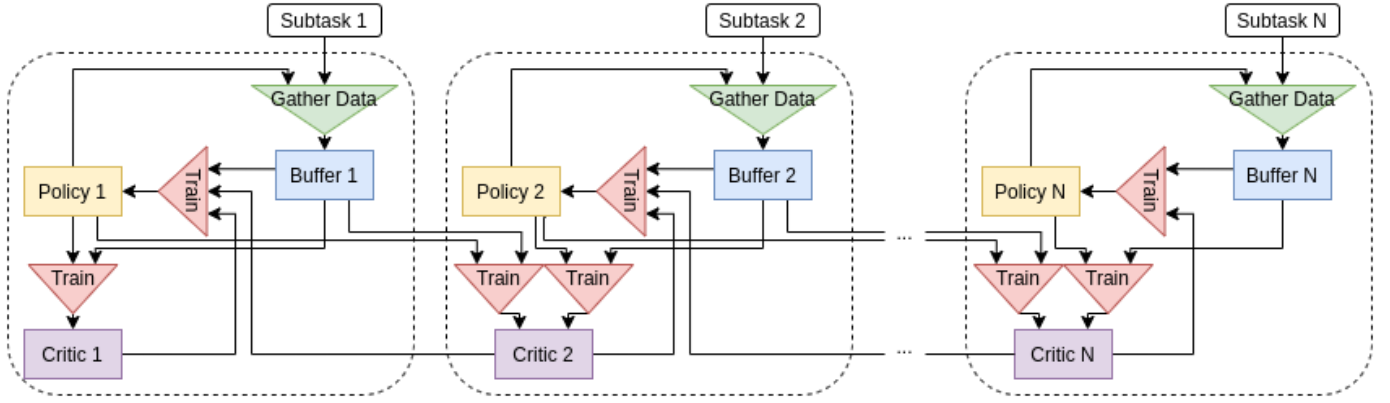 Subtask 1
Subtask 2
Subtask N
Gather Data
Gather Data
Gather Data
Policy 1
Train
Buffer 1
Policy 2
Train
Buffer 2
Policy N
Train
Buffer N
Train
Train
Train
...
Train
Train
Critic 1
Critic 2
...
Critic N